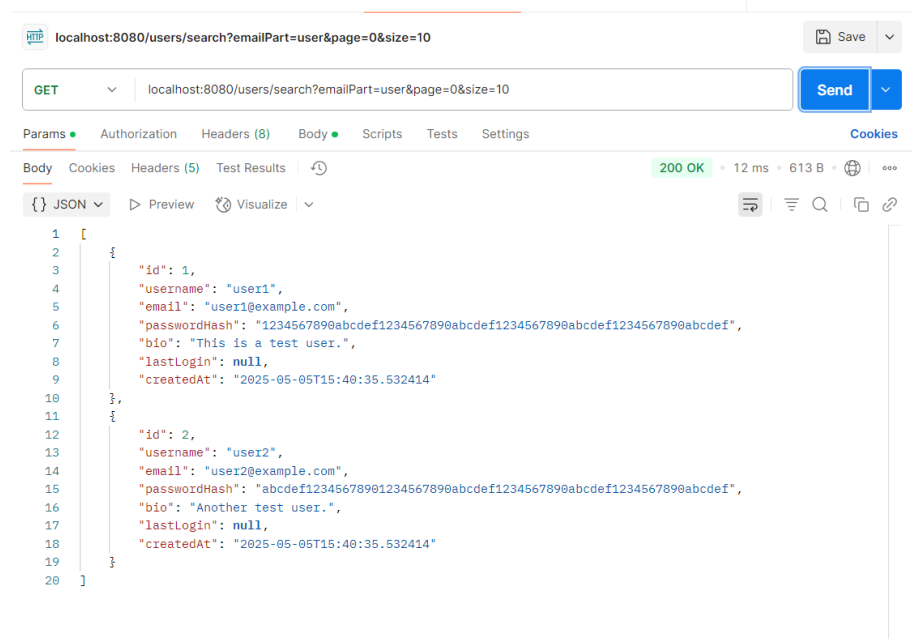 HTTP localhost:8080/users/search?emailPart=user&page=0&size=10 Save
GET localhost:8080/users/search?emailPart=user&page=0&size=10 Send
Params Authorization Headers (8) Body Scripts Tests Settings Cookies
Body Cookies Headers (5) Test Results 200 OK 12 ms 613 B
{} JSON Preview Visualize
1 [
2 {
3 "id": 1,
4 "username": "user1",
5 "email": "user1@example.com",
6 "passwordHash": "1234567890abcdef1234567890abcdef1234567890abcdef1234567890abcdef",
7 "bio": "This is a test user.",
8 "lastLogin": null,
9 "createdAt": "2025-05-05T15:40:35.532414"
10 },
11 {
12 "id": 2,
13 "username": "user2",
14 "email": "user2@example.com",
15 "passwordHash": "abcdef12345678901234567890abcdef1234567890abcdef1234567890abcdef",
16 "bio": "Another test user.",
17 "lastLogin": null,
18 "createdAt": "2025-05-05T15:40:35.532414"
19 }
20 ]